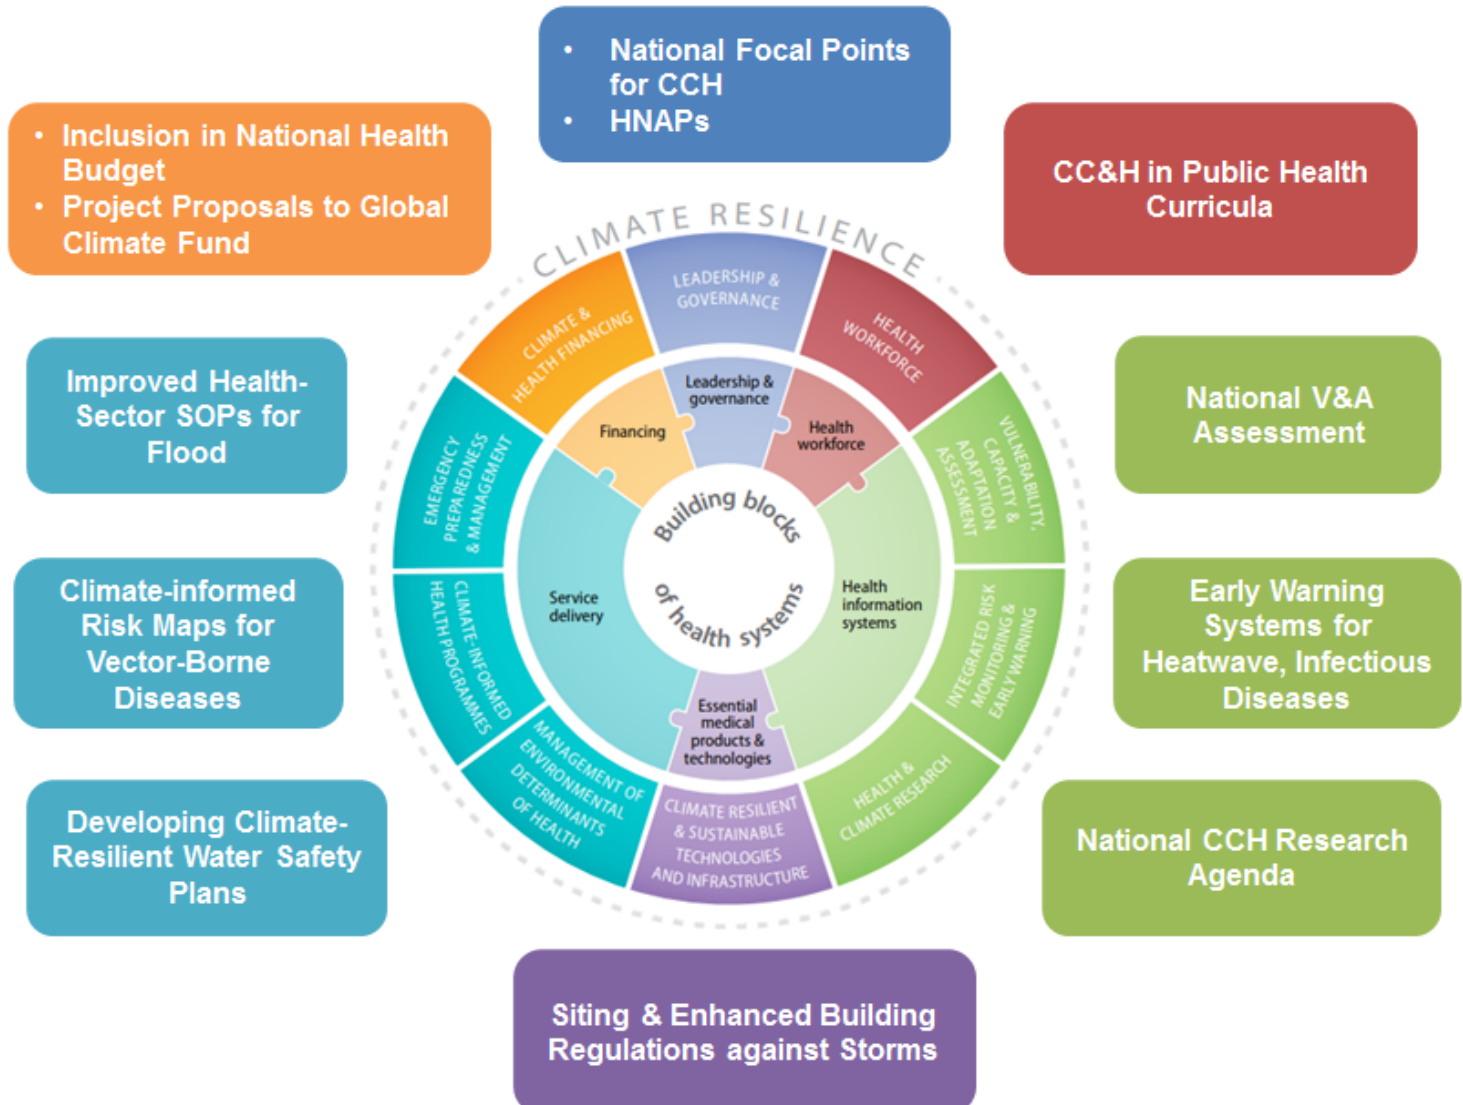 • National Focal Points
for CCH
• HNAPs
• Inclusion in National Health
Budget
• Project Proposals to Global
Climate Fund
CC&H in Public Health
Curricula
Improved Health-
Sector SOPs for
Flood
National V&A
Assessment
Climate-informed
Risk Maps for
Vector-Borne
Diseases
Early Warning
Systems for
Heatwave, Infectious
Diseases
Developing Climate-
Resilient Water Safety
Plans
National CCH Research
Agenda
Siting & Enhanced Building
Regulations against Storms
CLIMATE RESILIENCE
LEADERSHIP &
GOVERNANCE
HEALTH
WORKFORCE
VULNERABILITY,
CAPACITY &
ADAPTATION
ASSESSMENT
INTEGRATED RISK
MONITORING &
EARLY WARNING
HEALTH &
CLIMATE RESEARCH
CLIMATE RESILIENT
& SUSTAINABLE
TECHNOLOGIES
AND INFRASTRUCTURE
MANAGEMENT OF
ENVIRONMENTAL
DETERMINANTS
OF HEALTH
CLIMATE-INFORMED
HEALTH PROGRAMMES
EMERGENCY
PREPAREDNESS
& MANAGEMENT
CLIMATE &
HEALTH FINANCING
Leadership &
governance
Health
workforce
Health
information
systems
Essential
medical
products &
technologies
Service
delivery
Financing
Building blocks
of health systems